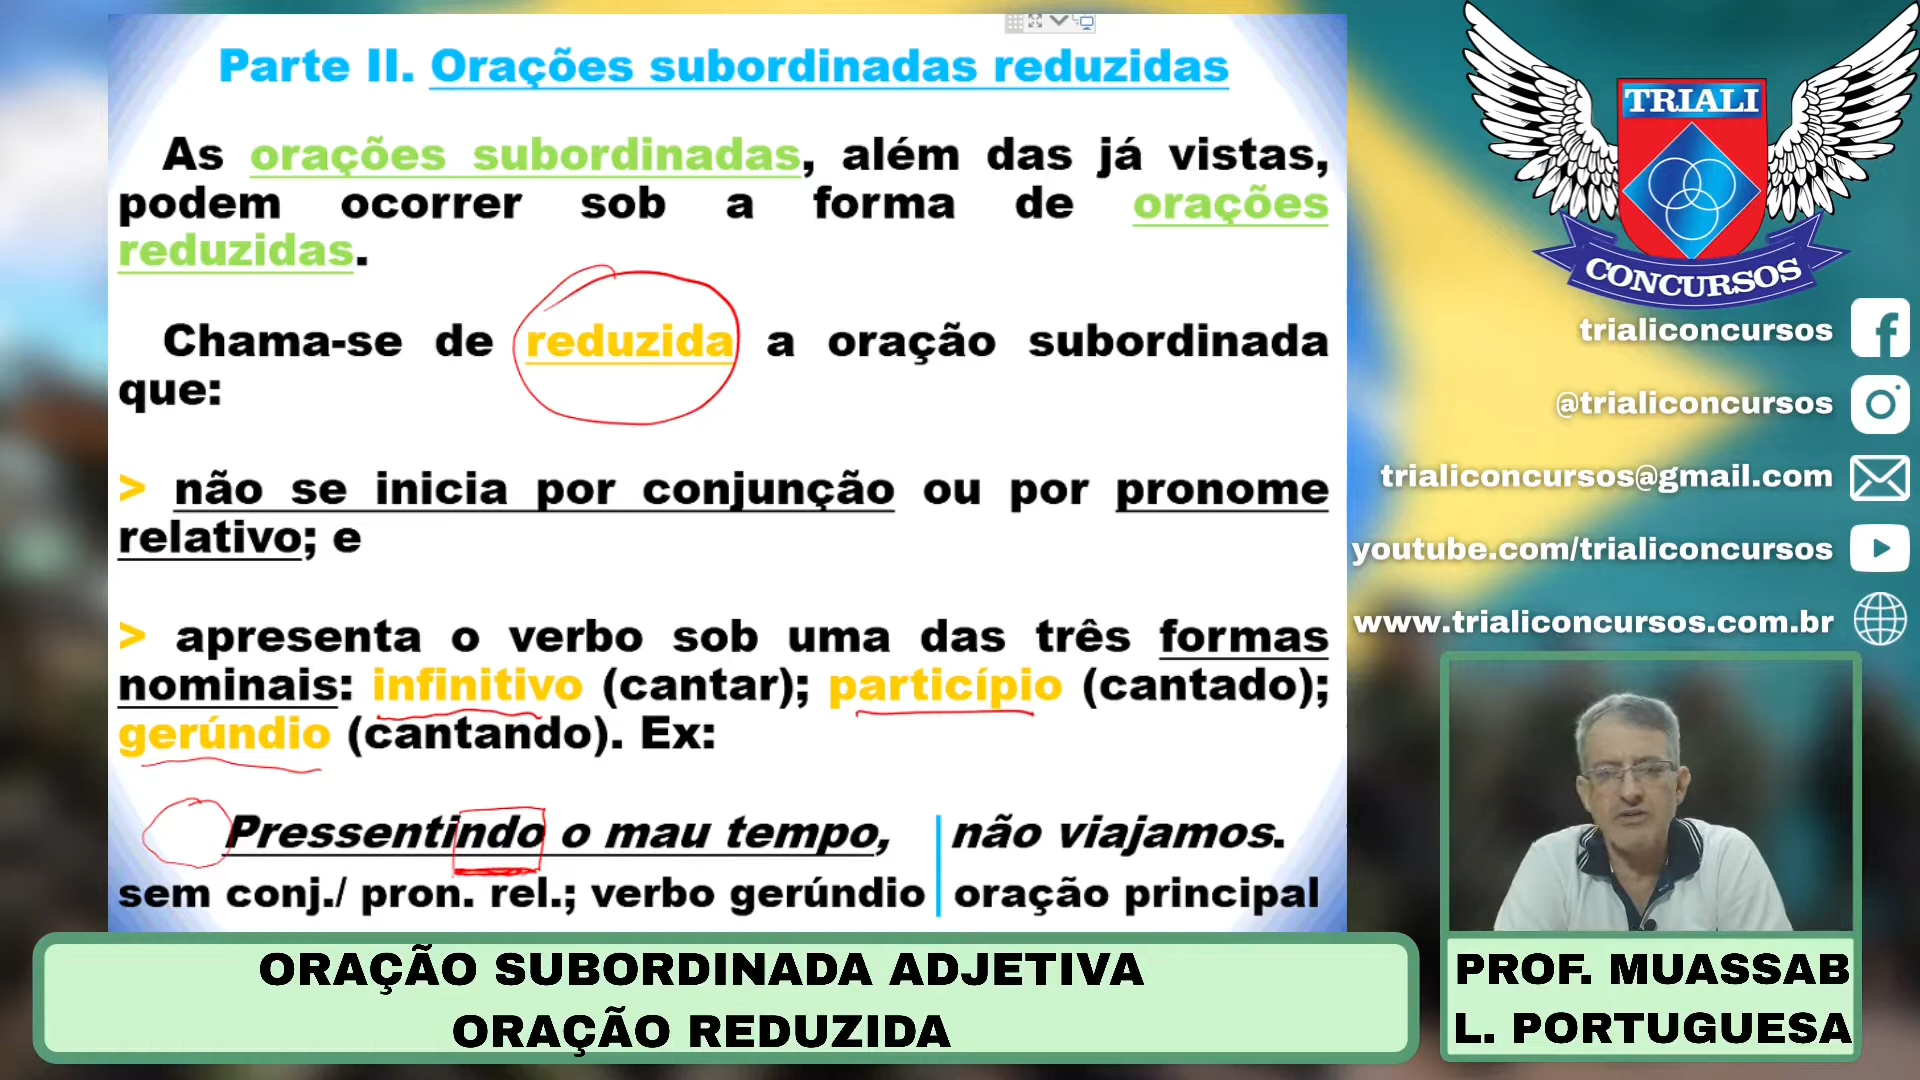 Parte II. Orações subordinadas reduzidas
As orações subordinadas, além das já vistas,
podem ocorrer sob a forma de orações
reduzidas.
Chama-se de reduzida a oração subordinada
que:
> não se inicia por conjunção ou por pronome
relativo; e
> apresenta o verbo sob uma das três formas
nominais: infinitivo (cantar); particípio (cantado);
gerúndio (cantando). Ex:
Pressentindo o mau tempo, não viajamos.
sem conj./ pron. rel.; verbo gerúndio oração principal
TRIALI
CONCURSOS
trialiconcursos
@trialiconcursos
trialiconcursos@gmail.com
youtube.com/trialiconcursos
www.trialiconcursos.com.br
ORAÇÃO SUBORDINADA ADJETIVA
ORAÇÃO REDUZIDA
PROF. MUASSAB
L. PORTUGUESA